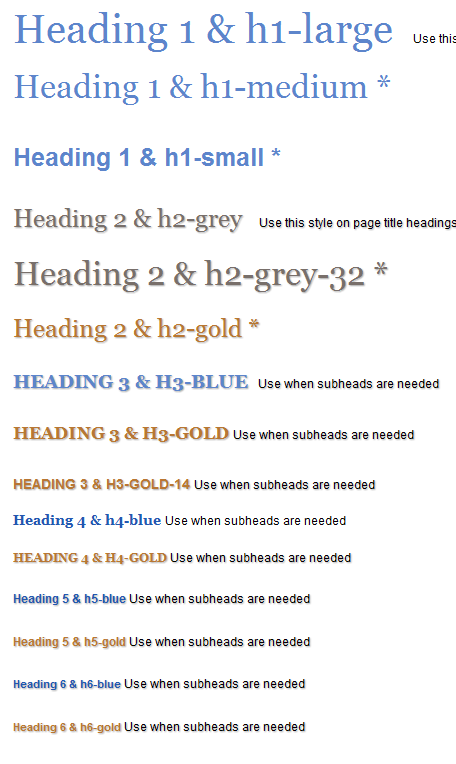 Heading 1 & h1-large Use this
Heading 1 & h1-medium *
Heading 1 & h1-small *
Heading 2 & h2-grey Use this style on page title headings
Heading 2 & h2-grey-32 *
Heading 2 & h2-gold *
HEADING 3 & H3-BLUE Use when subheads are needed
HEADING 3 & H3-GOLD Use when subheads are needed
HEADING 3 & H3-GOLD-14 Use when subheads are needed
Heading 4 & h4-blue Use when subheads are needed
HEADING 4 & H4-GOLD Use when subheads are needed
Heading 5 & h5-blue Use when subheads are needed
Heading 5 & h5-gold Use when subheads are needed
Heading 6 & h6-blue Use when subheads are needed
Heading 6 & h6-gold Use when subheads are needed